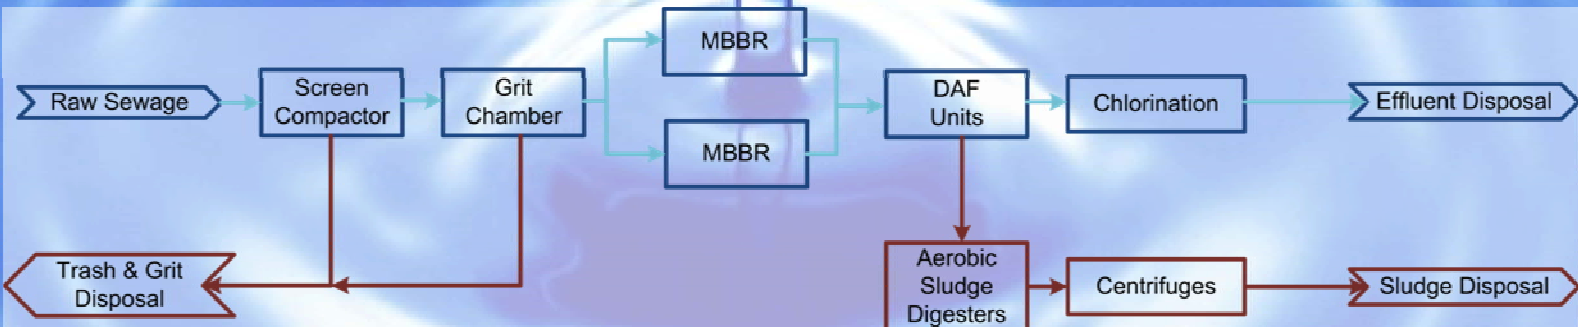 MBBR
Raw Sewage
Screen
Compactor
Grit
Chamber
MBBR
DAF
Units
Chlorination
Effluent Disposal
Trash & Grit
Disposal
Aerobic
Sludge
Digesters
Centrifuges
Sludge Disposal